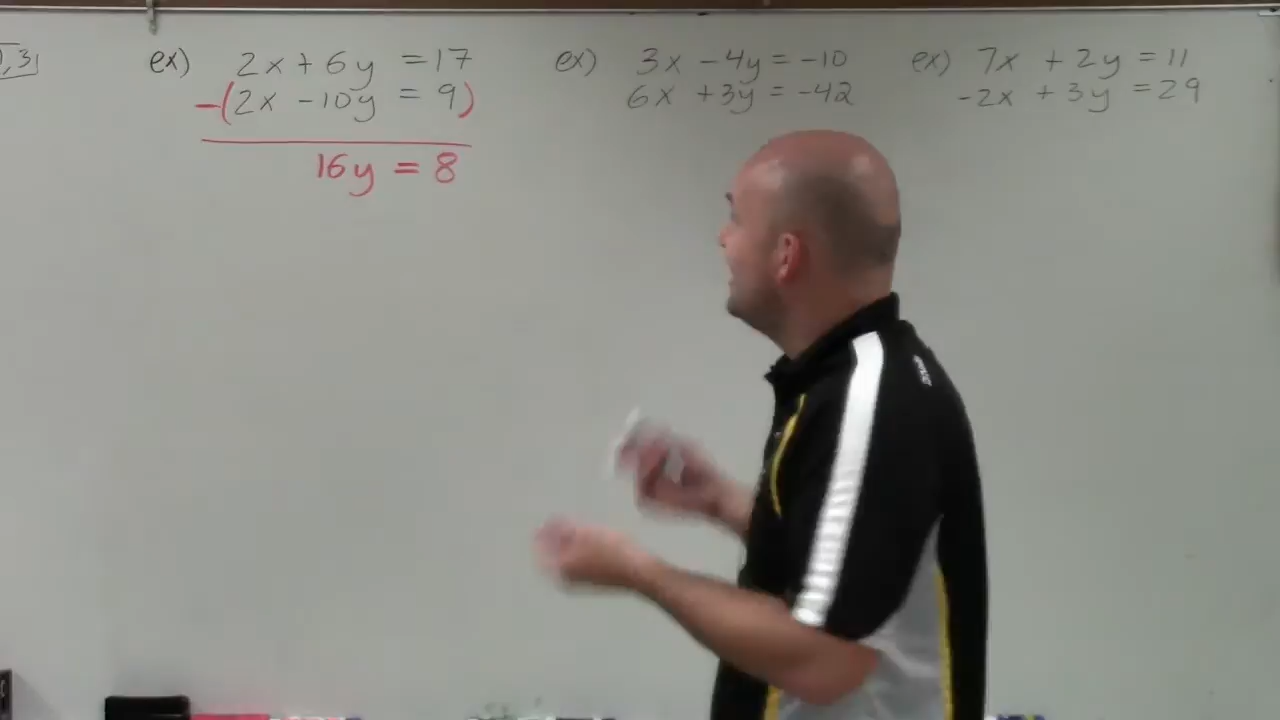 ,3)
ex) 2x + 6y = 17
-(2x - 10y = 9)
16y = 8
ex) 3x - 4y = -10
6x + 3y = -42
ex) 7x + 2y = 11
-2x + 3y = 29